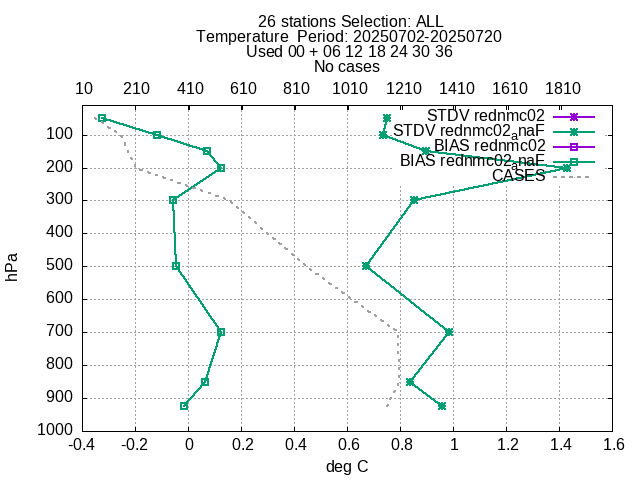 26 stations Selection: ALL
Temperature Period: 20250702-20250720
Used 00 + 06 12 18 24 30 36
No cases
10 210 410 610 810 1010 1210 1410 1610 1810
STDV rednmc02
STDV rednmc02anaF
BIAS rednmc02
BIAS rednmc02anaF
CASES
hPa
100
200
300
400
500
600
700
800
900
1000
-0.4 -0.2 0 0.2 0.4 0.6 0.8 1 1.2 1.4 1.6
deg C